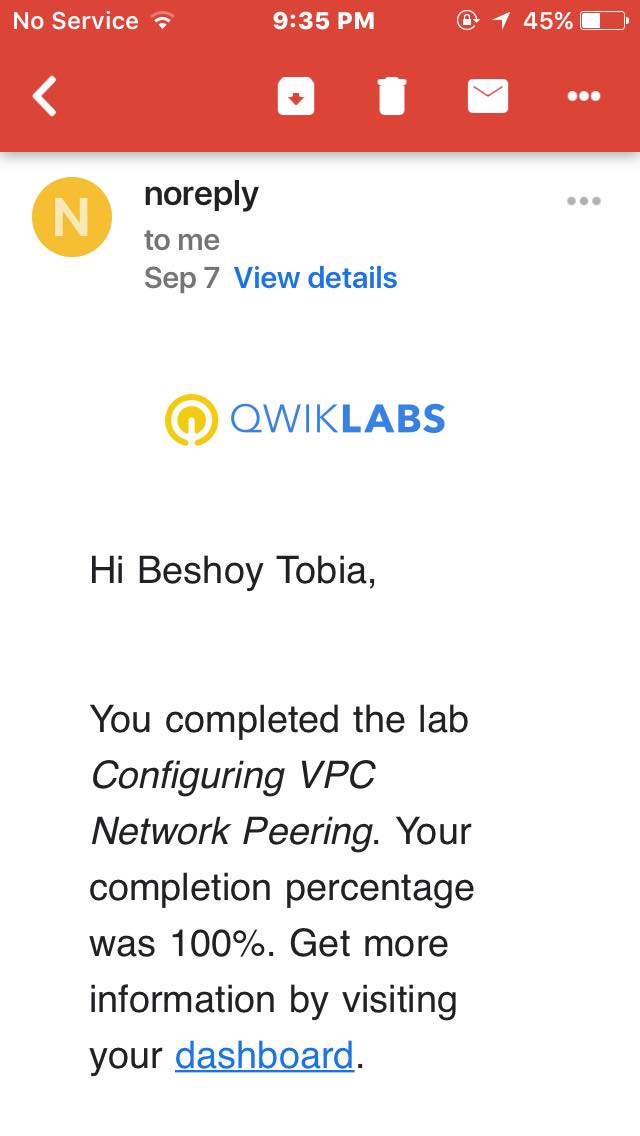 No Service 9:35 PM 45%
N
noreply
to me
Sep 7 View details
QWIKLABS
Hi Beshoy Tobia,
You completed the lab
Configuring VPC
Network Peering. Your
completion percentage
was 100%. Get more
information by visiting
your dashboard.